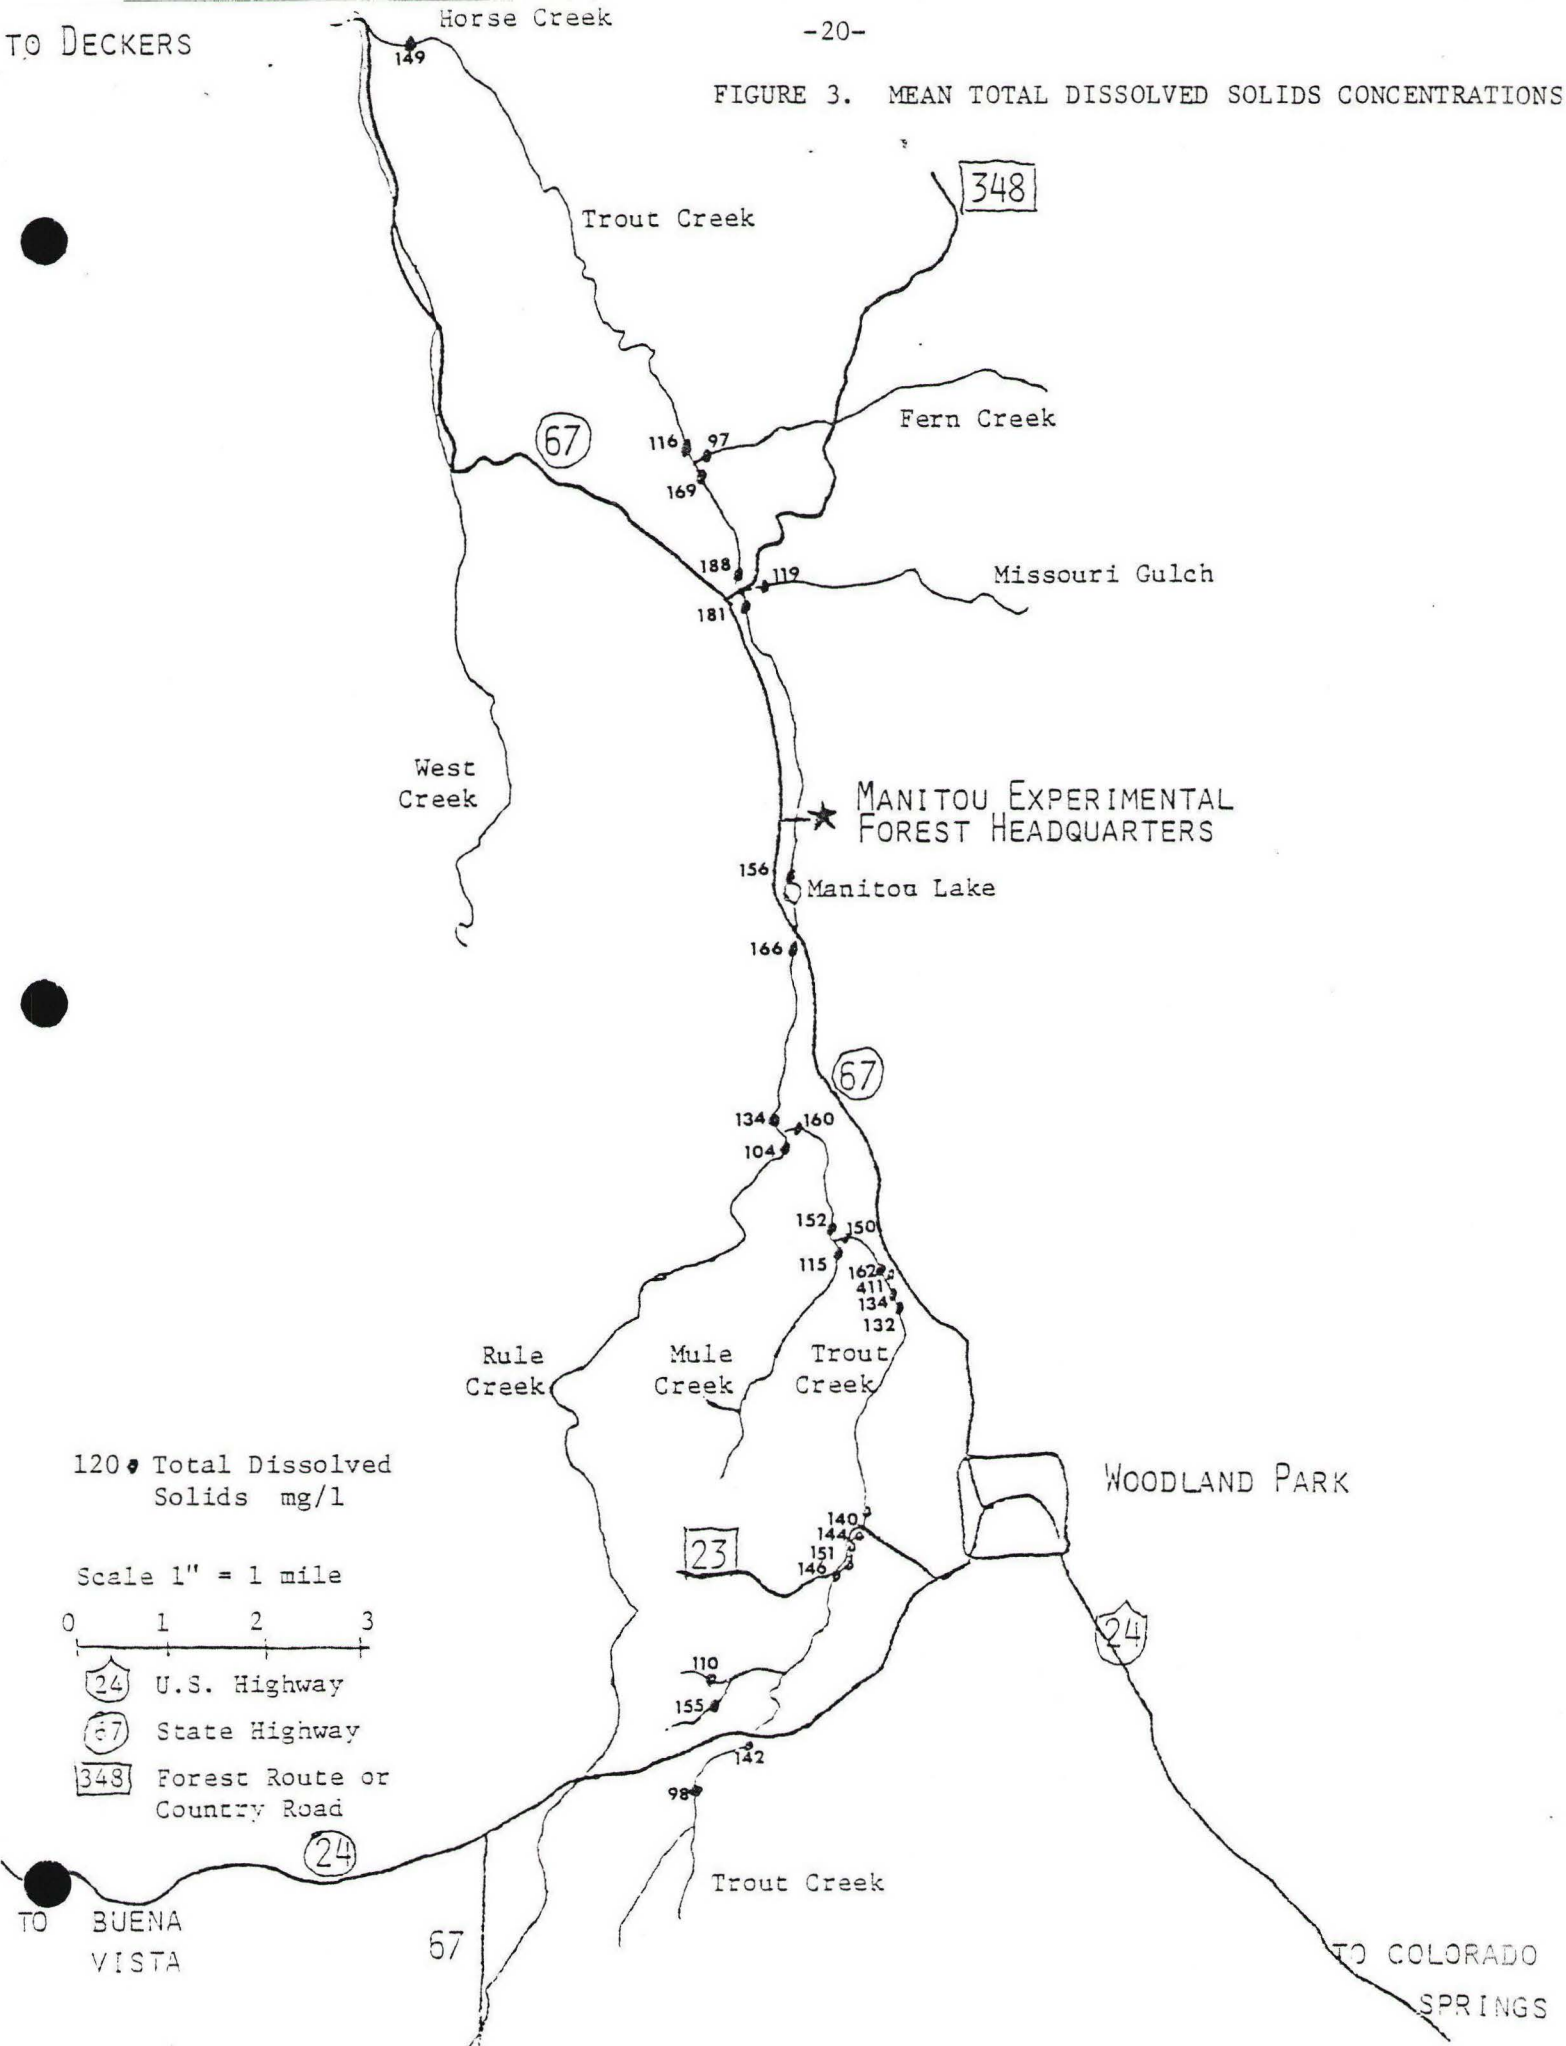 -20-
Horse Creek
TO DECKERS
149
FIGURE 3. MEAN TOTAL DISSOLVED SOLIDS CONCENTRATIONS
348
Trout Creek
Fern Creek
67
116
97
169
188
119
Missouri Gulch
181
West
Creek
MANITOU EXPERIMENTAL
FOREST HEADQUARTERS
156
Manitou Lake
166
67
134
160
104
152
150
115
162
411
134
132
Rule
Creek
Mule
Creek
Trout
Creek
120 Total Dissolved
Solids mg/l
WOODLAND PARK
140
144
151
146
23
Scale 1" = 1 mile
0 1 2 3
24
110
24 U.S. Highway
155
67 State Highway
142
348 Forest Route or
Country Road
98
24
Trout Creek
TO BUENA
VISTA
67
TO COLORADO
SPRINGS